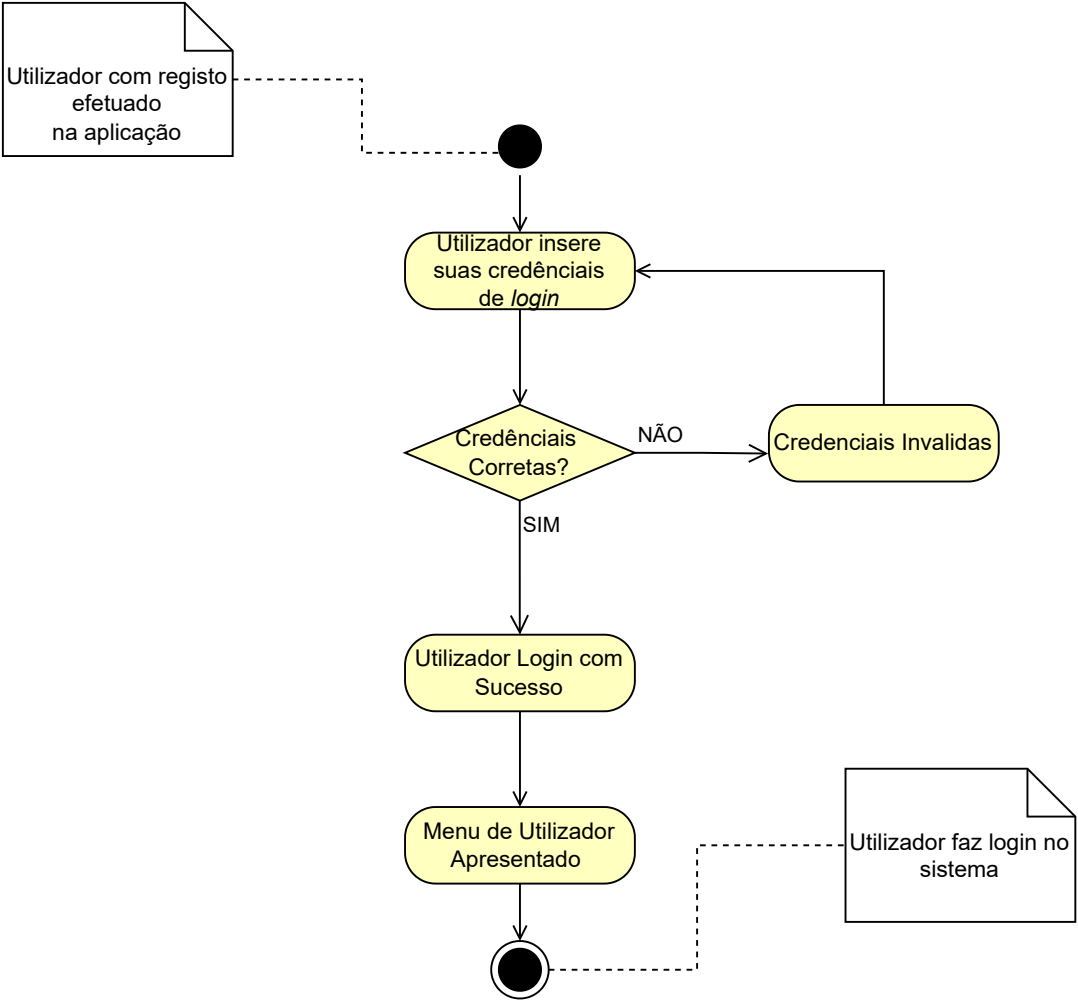 Utilizador com registo
efetuado
na aplicação
Utilizador insere
suas credênciais
de login
Credênciais
Corretas?
NÃO
Credenciais Invalidas
SIM
Utilizador Login com
Sucesso
Menu de Utilizador
Apresentado
Utilizador faz login no
sistema